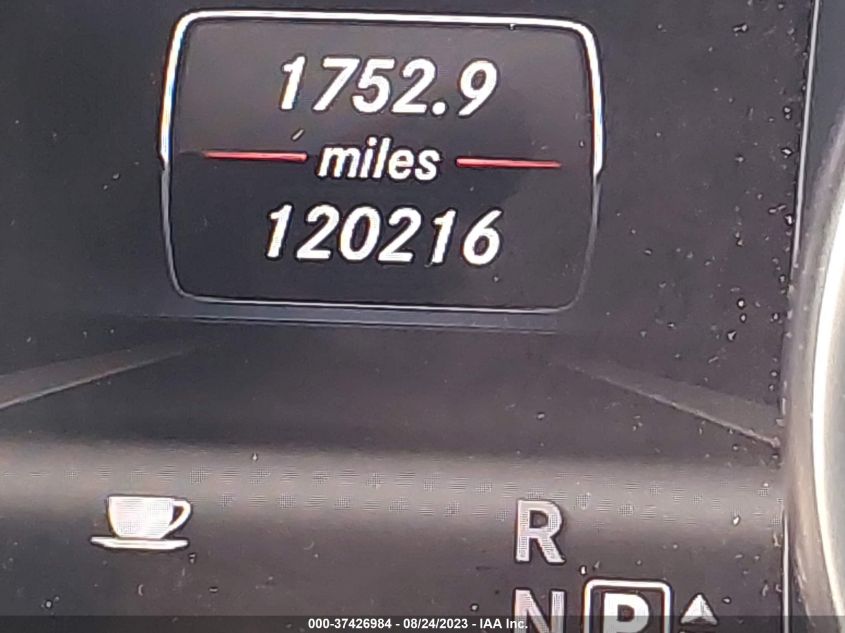 1752.9
miles
120216
R
N P
000-37426984 - 08/24/2023 - IAA Inc.